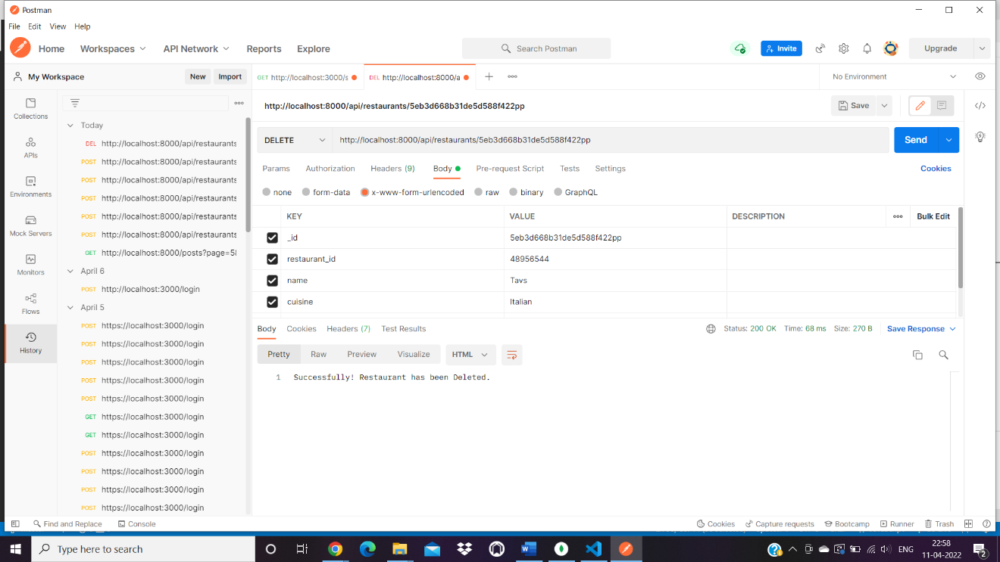 Postman
File Edit View Help
Home Workspaces API Network Reports Explore Search Postman Invite Upgrade
My Workspace New Import GET http://localhost:3000/s DEL http://localhost:8000/a No Environment
http://localhost:8000/api/restaurants/5eb3d668b31de5d588f422pp Save
DELETE http://localhost:8000/api/restaurants/5eb3d668b31de5d588f422pp Send
Params Authorization Headers (9) Body Pre-request Script Tests Settings Cookies
none form-data x-www-form-urlencoded raw binary GraphQL
KEY VALUE DESCRIPTION Bulk Edit
_id 5eb3d668b31de5d588f422pp
restaurant_id 48956544
name Tavs
cuisine Italian
Body Cookies Headers (7) Test Results Status: 200 OK Time: 68 ms Size: 270 B Save Response
Pretty Raw Preview Visualize HTML
1 Successfully! Restaurant has been Deleted.
Collections
APIs
Environments
Mock Servers
Monitors
Flows
History
Today
DEL http://localhost:8000/api/restaurants
POST http://localhost:8000/api/restaurants
POST http://localhost:8000/api/restaurants
POST http://localhost:8000/api/restaurants
POST http://localhost:8000/api/restaurants
POST http://localhost:8000/api/restaurants
GET http://localhost:8000/posts?page=5&
April 6
POST http://localhost:3000/login
April 5
POST https://localhost:3000/login
POST https://localhost:3000/login
POST https://localhost:3000/login
POST https://localhost:3000/login
POST https://localhost:3000/login
GET https://localhost:3000/login
GET https://localhost:3000/login
POST https://localhost:3000/login
POST https://localhost:3000/login
POST https://localhost:3000/login
POST https://localhost:3000/login
Find and Replace Console Cookies Capture requests Bootcamp Runner Trash
Type here to search ENG 22:58
11-04-2022 2